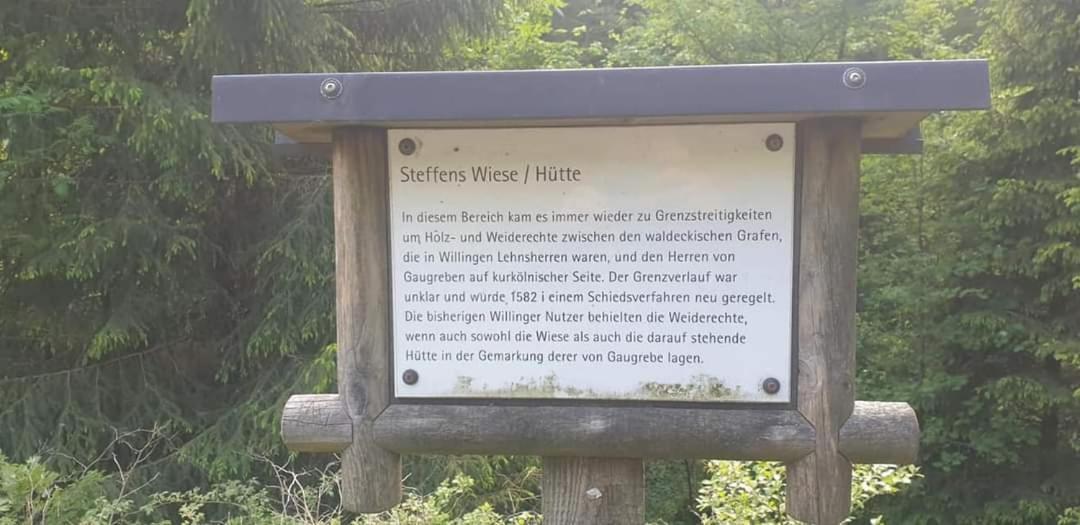 Steffens Wiese / Hütte
In diesem Bereich kam es immer wieder zu Grenzstreitigkeiten
um Holz- und Weiderechte zwischen den waldeckischen Grafen,
die in Willingen Lehnsherren waren, und den Herren von
Gaugreben auf kurkölnischer Seite. Der Grenzverlauf war
unklar und wurde 1582 i einem Schiedsverfahren neu geregelt.
Die bisherigen Willinger Nutzer behielten die Weiderechte,
wenn auch sowohl die Wiese als auch die darauf stehende
Hütte in der Gemarkung derer von Gaugrebe lagen.